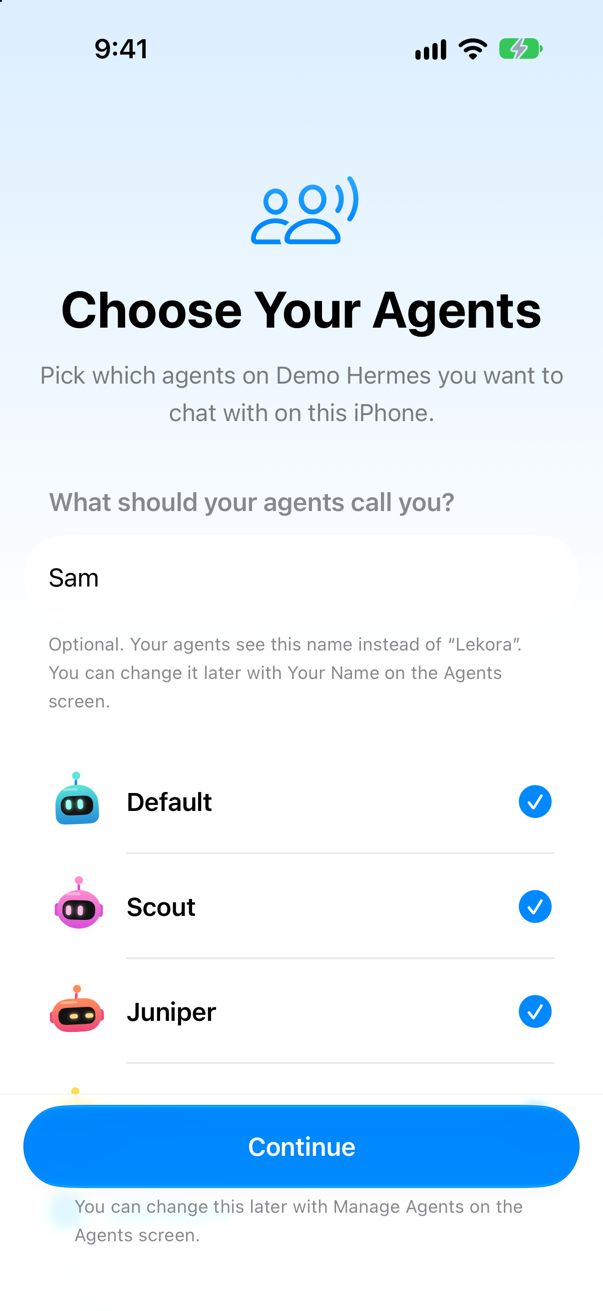 9:41
Choose Your Agents
Pick which agents on Demo Hermes you want to
chat with on this iPhone.
What should your agents call you?
Sam
Optional. Your agents see this name instead of “Lekora”.
You can change it later with Your Name on the Agents
screen.
Default
Scout
Juniper
Continue
You can change this later with Manage Agents on the
Agents screen.